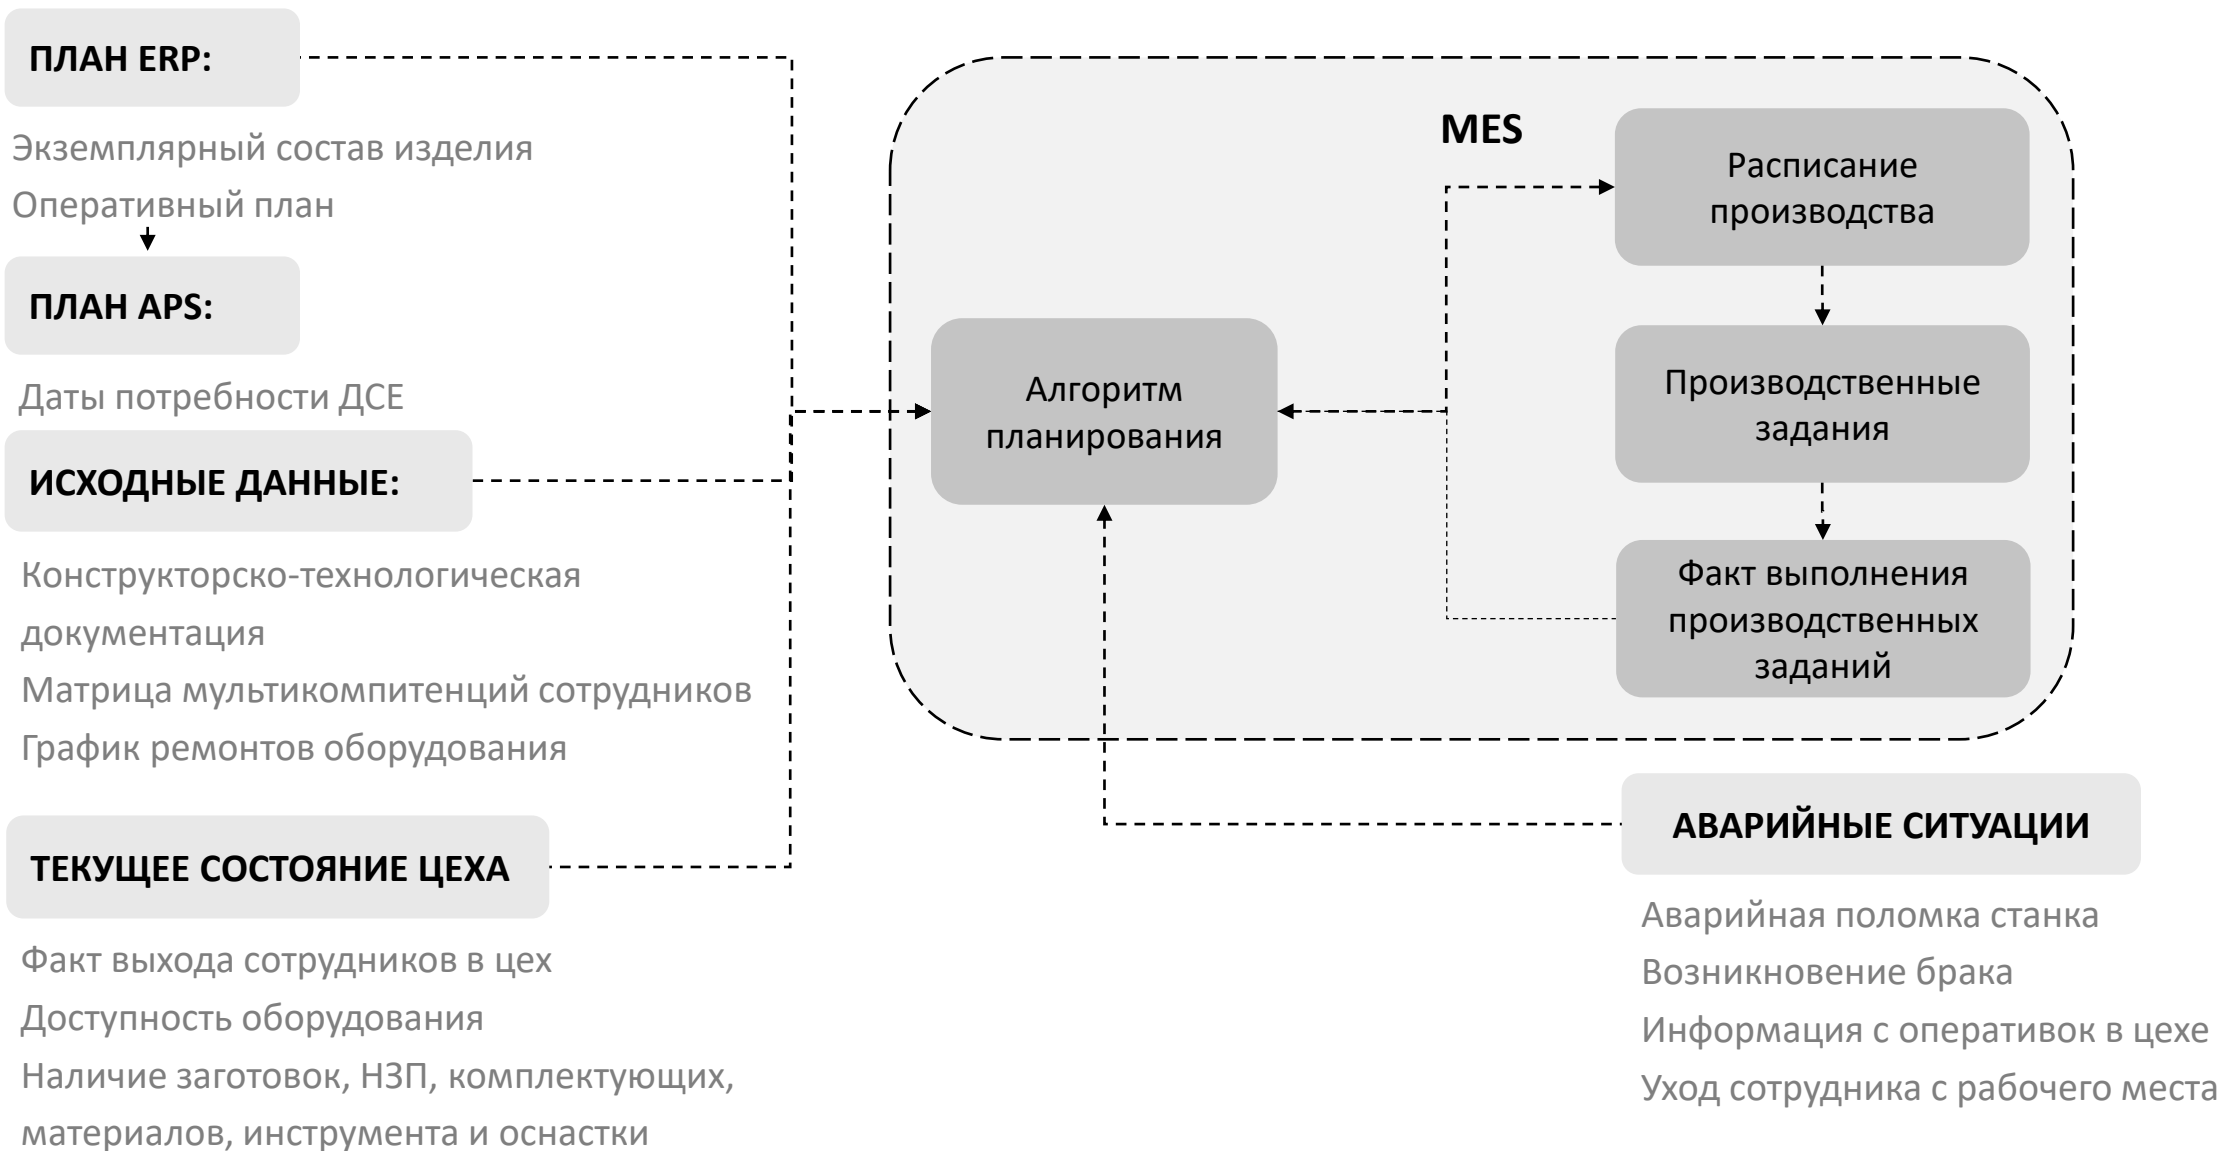 ПЛАН ERP:
Экземплярный состав изделия
Оперативный план
ПЛАН APS:
Даты потребности ДСЕ
ИСХОДНЫЕ ДАННЫЕ:
Конструкторско-технологическая
документация
Матрица мультикомпитенций сотрудников
График ремонтов оборудования
ТЕКУЩЕЕ СОСТОЯНИЕ ЦЕХА
Факт выхода сотрудников в цех
Доступность оборудования
Наличие заготовок, НЗП, комплектующих,
материалов, инструмента и оснастки
MES
Алгоритм
планирования
Расписание
производства
Производственные
задания
Факт выполнения
производственных
заданий
АВАРИЙНЫЕ СИТУАЦИИ
Аварийная поломка станка
Возникновение брака
Информация с оперативок в цехе
Уход сотрудника с рабочего места